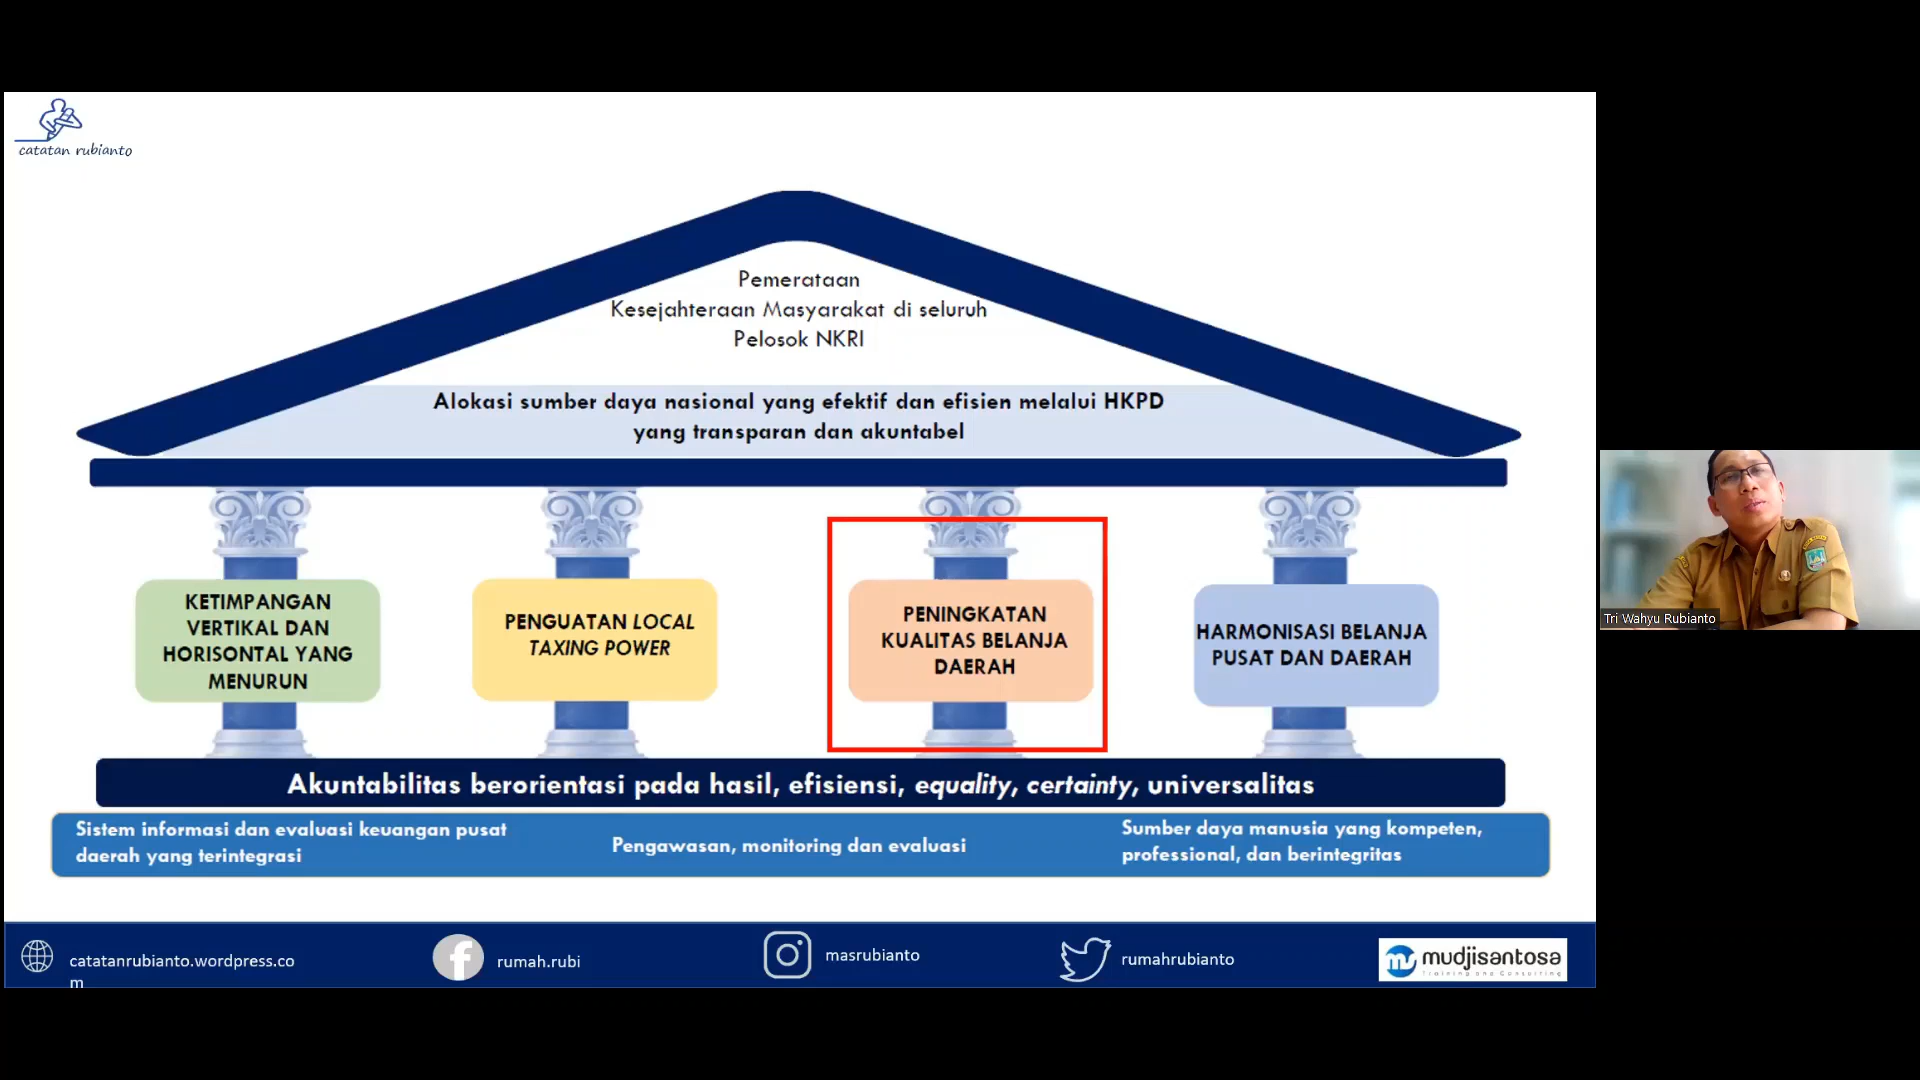 catatan rubianto
Pemerataan
Kesejahteraan Masyarakat di seluruh
Pelosok NKRI
Alokasi sumber daya nasional yang efektif dan efisien melalui HKPD
yang transparan dan akuntabel
KETIMPANGAN
VERTIKAL DAN
HORISONTAL YANG
MENURUN
PENGUATAN LOCAL
TAXING POWER
PENINGKATAN
KUALITAS BELANJA
DAERAH
HARMONISASI BELANJA
PUSAT DAN DAERAH
Akuntabilitas berorientasi pada hasil, efisiensi, equality, certainty, universalitas
Sistem informasi dan evaluasi keuangan pusat
daerah yang terintegrasi
Pengawasan, monitoring dan evaluasi
Sumber daya manusia yang kompeten,
professional, dan berintegritas
catatanrubianto.wordpress.co
m
rumah.rubi
masrubianto
rumahrubianto
mudjisantosa
Training and Consulting
Tri Wahyu Rubianto